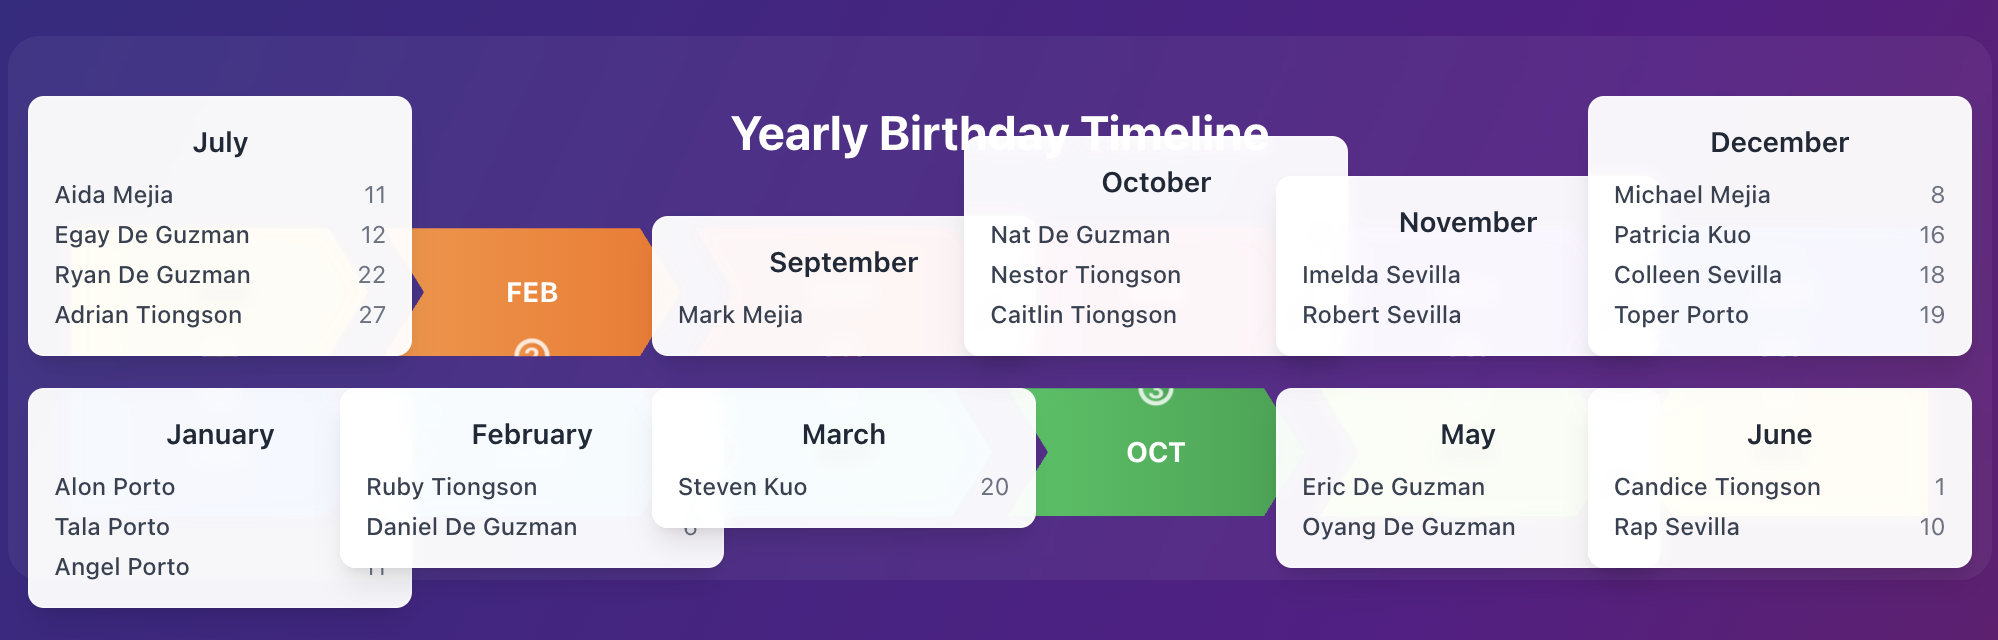 Yearly Birthday Timeline
July
Aida Mejia 11
Egay De Guzman 12
Ryan De Guzman 22
Adrian Tiongson 27
FEB
2
September
Mark Mejia
October
Nat De Guzman
Nestor Tiongson
Caitlin Tiongson
November
Imelda Sevilla
Robert Sevilla
December
Michael Mejia 8
Patricia Kuo 16
Colleen Sevilla 18
Toper Porto 19
January
Alon Porto
Tala Porto
Angel Porto 11
February
Ruby Tiongson
Daniel De Guzman
March
Steven Kuo 20
3
OCT
May
Eric De Guzman
Oyang De Guzman
June
Candice Tiongson 1
Rap Sevilla 10